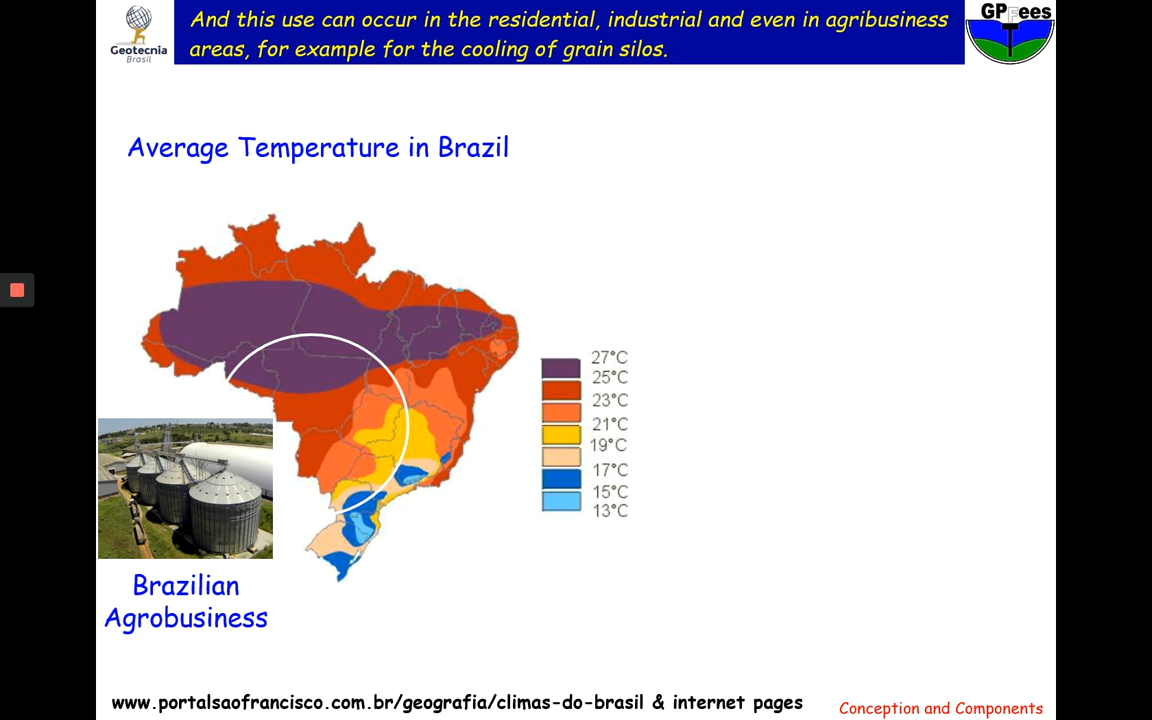 Geotecnia
Brasil
And this use can occur in the residential, industrial and even in agribusiness
areas, for example for the cooling of grain silos.
GPFees
Average Temperature in Brazil
27°C
25°C
23°C
21°C
19°C
17°C
15°C
13°C
Brazilian
Agrobusiness
www.portalsaofrancisco.com.br/geografia/climas-do-brasil & internet pages
Conception and Components